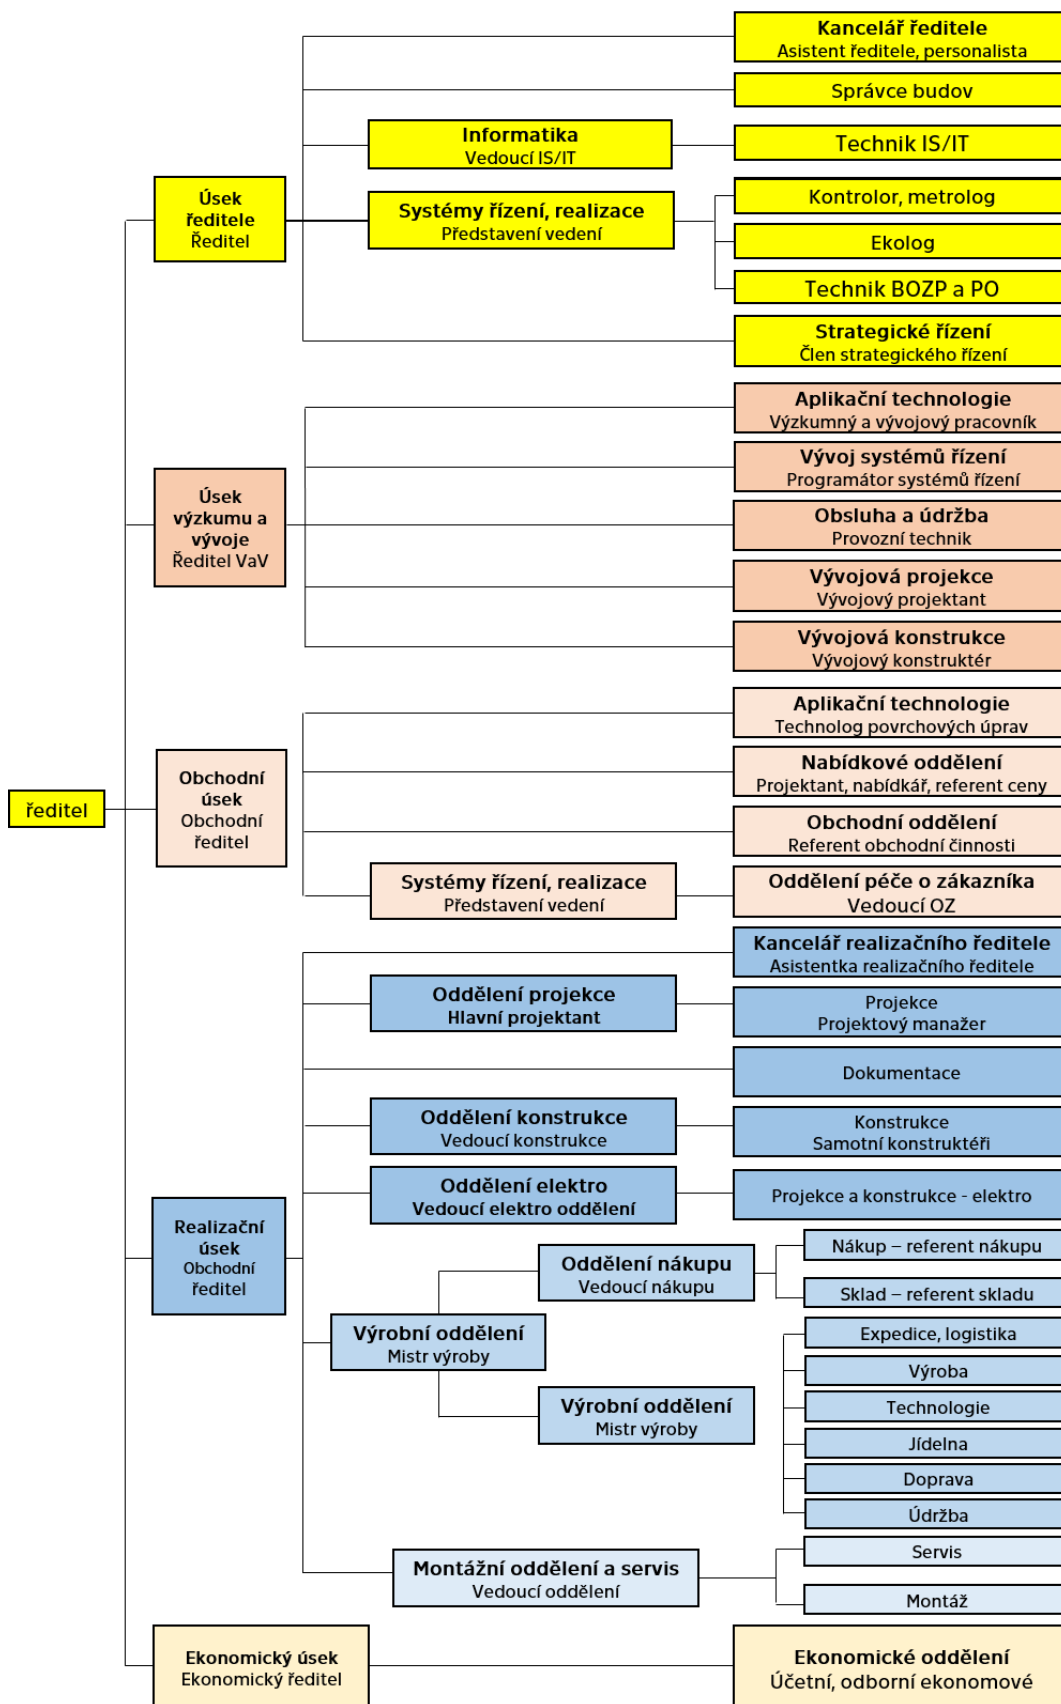 Kancelář ředitele
Asistent ředitele, personalista
Správce budov
Informatika
Vedoucí IS/IT
Technik IS/IT
Úsek
ředitele
Ředitel
Systémy řízení, realizace
Představení vedení
Kontrolor, metrolog
Ekolog
Technik BOZP a PO
Strategické řízení
Člen strategického řízení
Aplikační technologie
Výzkumný a vývojový pracovník
Vývoj systémů řízení
Programátor systémů řízení
Úsek
výzkumu a
vývoje
Ředitel VaV
Obsluha a údržba
Provozní technik
Vývojová projekce
Vývojový projektant
Vývojová konstrukce
Vývojový konstruktér
Aplikační technologie
Technolog povrchových úprav
Nabídkové oddělení
Projektant, nabídkář, referent ceny
ředitel
Obchodní
úsek
Obchodní
ředitel
Obchodní oddělení
Referent obchodní činnosti
Systémy řízení, realizace
Představení vedení
Oddělení péče o zákazníka
Vedoucí OZ
Kancelář realizačního ředitele
Asistentka realizačního ředitele
Oddělení projekce
Hlavní projektant
Projekce
Projektový manažer
Dokumentace
Oddělení konstrukce
Vedoucí konstrukce
Konstrukce
Samotní konstruktéři
Oddělení elektro
Vedoucí elektro oddělení
Projekce a konstrukce - elektro
Realizační
úsek
Obchodní
ředitel
Oddělení nákupu
Vedoucí nákupu
Nákup – referent nákupu
Sklad – referent skladu
Výrobní oddělení
Mistr výroby
Výrobní oddělení
Mistr výroby
Expedice, logistika
Výroba
Technologie
Jídelna
Doprava
Údržba
Montážní oddělení a servis
Vedoucí oddělení
Servis
Montáž
Ekonomický úsek
Ekonomický ředitel
Ekonomické oddělení
Účetní, odborní ekonomové